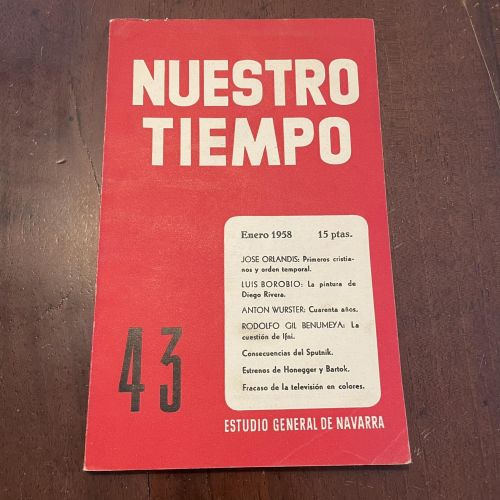 NUESTRO
TIEMPO
Enero 1958 15 ptas.
JOSE ORLANDIS: Primeros cristia-
nos y orden temporal.
LUIS BOROBIO: La pintura de
Diego Rivera.
ANTON WURSTER: Cuarenta años.
RODOLFO GIL BENUMEYA: La
cuestión de Ifni.
Consecuencias del Sputnik.
Estrenos de Honegger y Bartok.
Fracaso de la televisión en colores.
43
ESTUDIO GENERAL DE NAVARRA